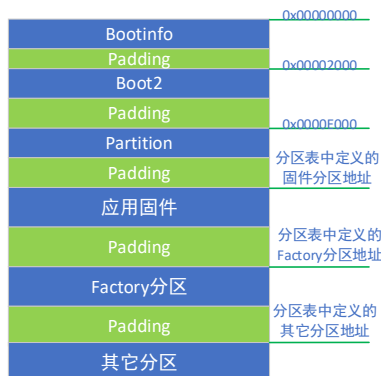 0x00000000
Bootinfo
Padding
0x00002000
Boot2
Padding
0x0000E000
Partition
分区表中定义的
固件分区地址
Padding
应用固件
分区表中定义的
Factory分区地址
Padding
Factory分区
分区表中定义的
其它分区地址
Padding
其它分区